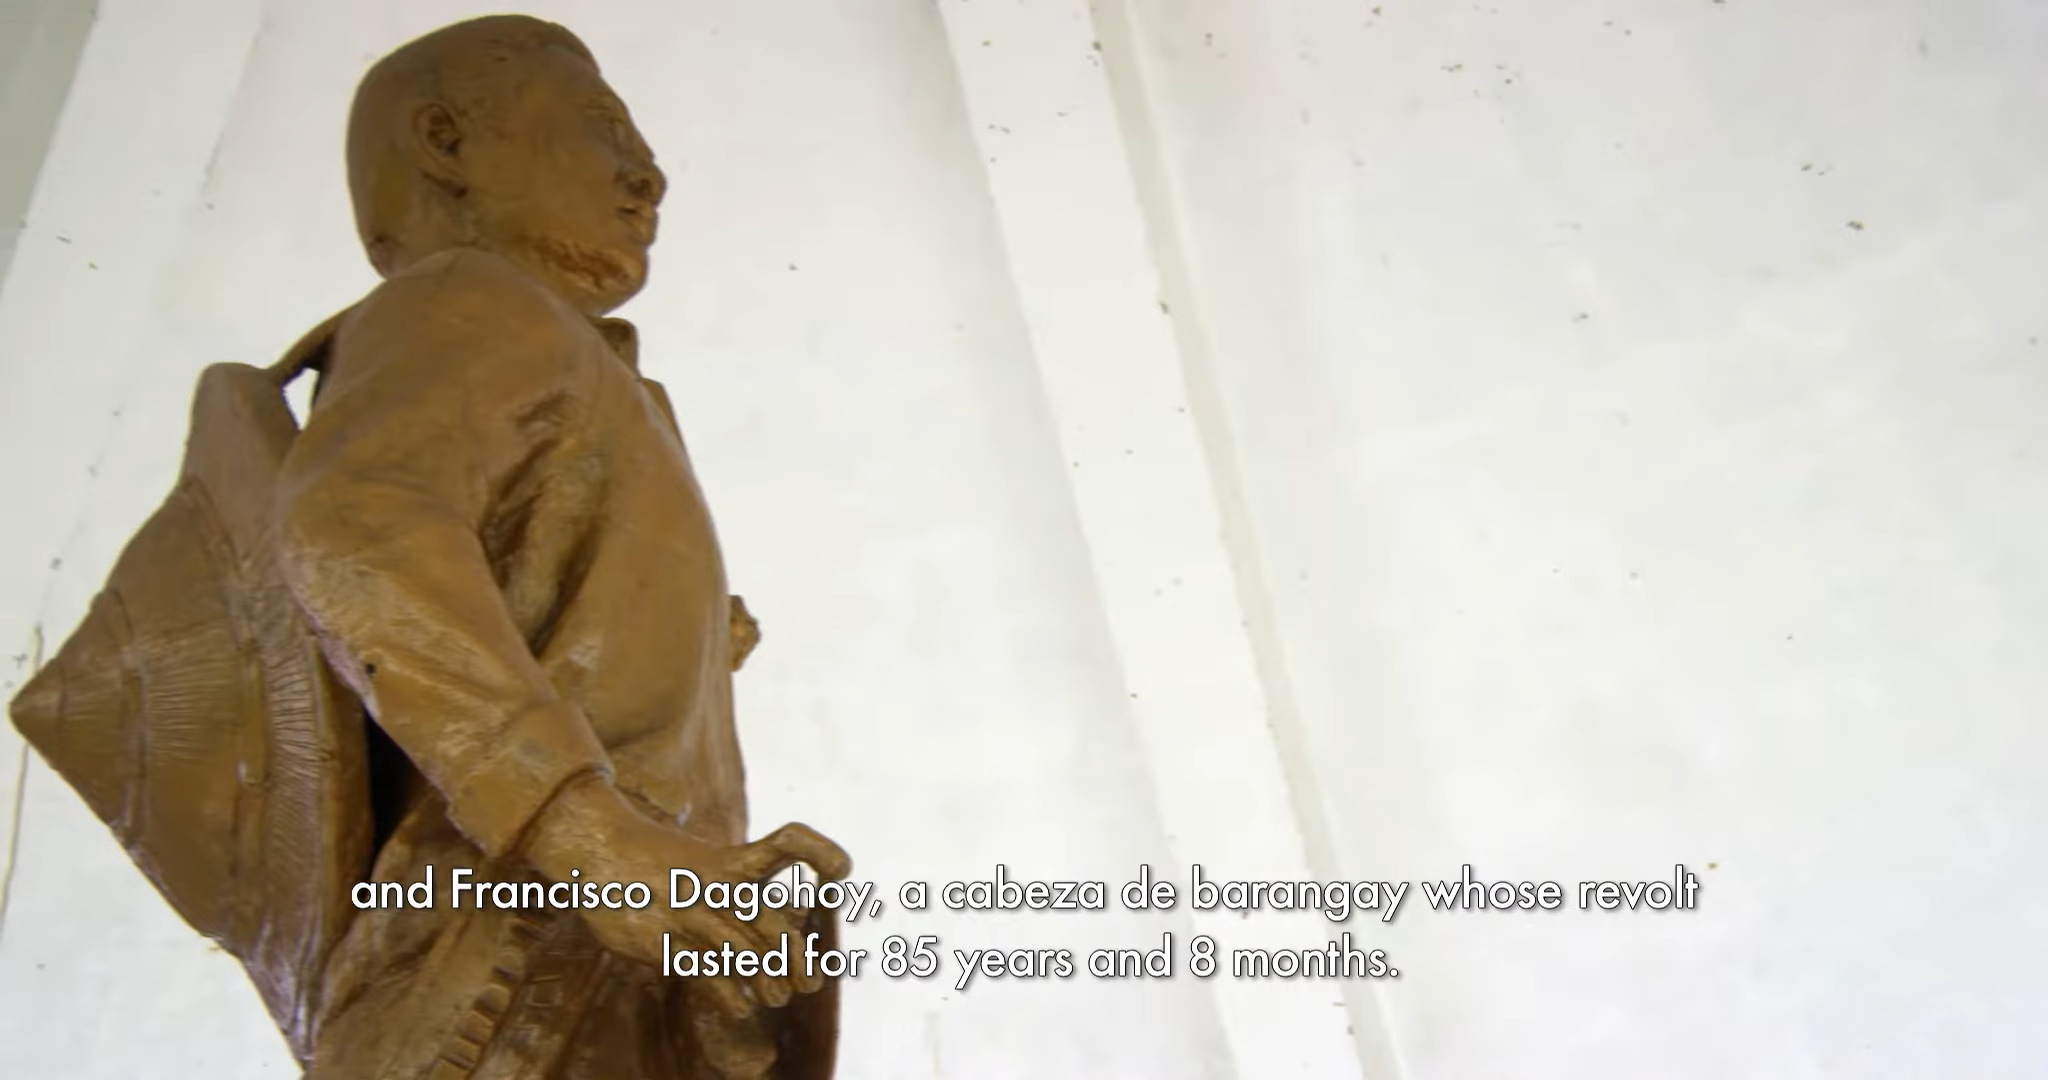 and Francisco Dagohoy, a cabeza de barangay whose revolt
lasted for 85 years and 8 months.